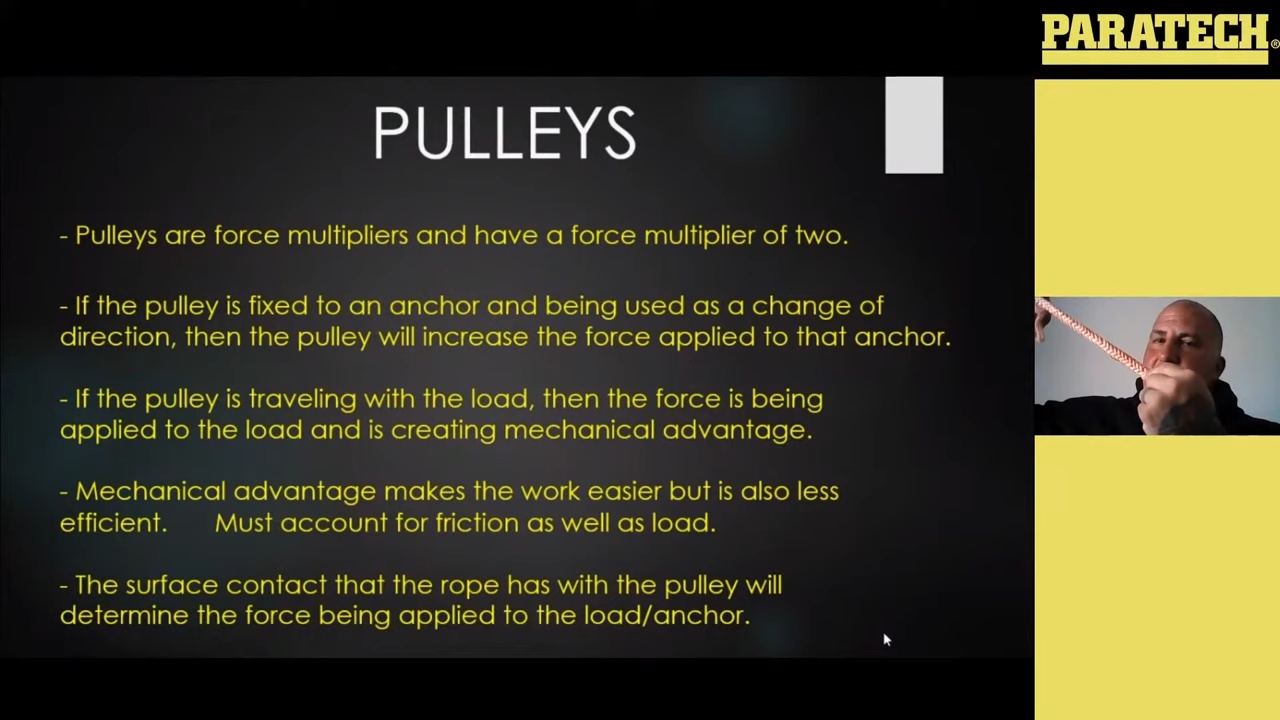 PARATECH®
PULLEYS
- Pulleys are force multipliers and have a force multiplier of two.
- If the pulley is fixed to an anchor and being used as a change of
direction, then the pulley will increase the force applied to that anchor.
- If the pulley is traveling with the load, then the force is being
applied to the load and is creating mechanical advantage.
- Mechanical advantage makes the work easier but is also less
efficient. Must account for friction as well as load.
- The surface contact that the rope has with the pulley will
determine the force being applied to the load/anchor.